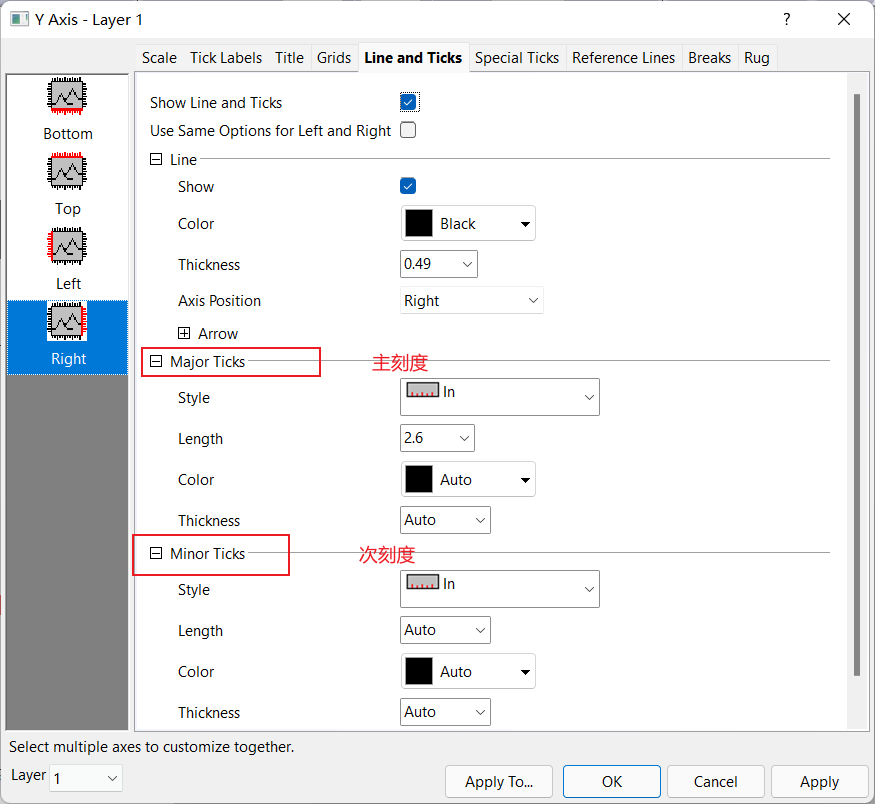 Y Axis - Layer 1 ?
Scale Tick Labels Title Grids Line and Ticks Special Ticks Reference Lines Breaks Rug
Bottom
Top
Left
Right
Show Line and Ticks
Use Same Options for Left and Right
Line
Show
Color Black
Thickness 0.49
Axis Position Right
Arrow
Major Ticks 主刻度
Style In
Length 2.6
Color Auto
Thickness Auto
Minor Ticks 次刻度
Style In
Length Auto
Color Auto
Thickness Auto
Select multiple axes to customize together.
Layer 1 Apply To... OK Cancel Apply